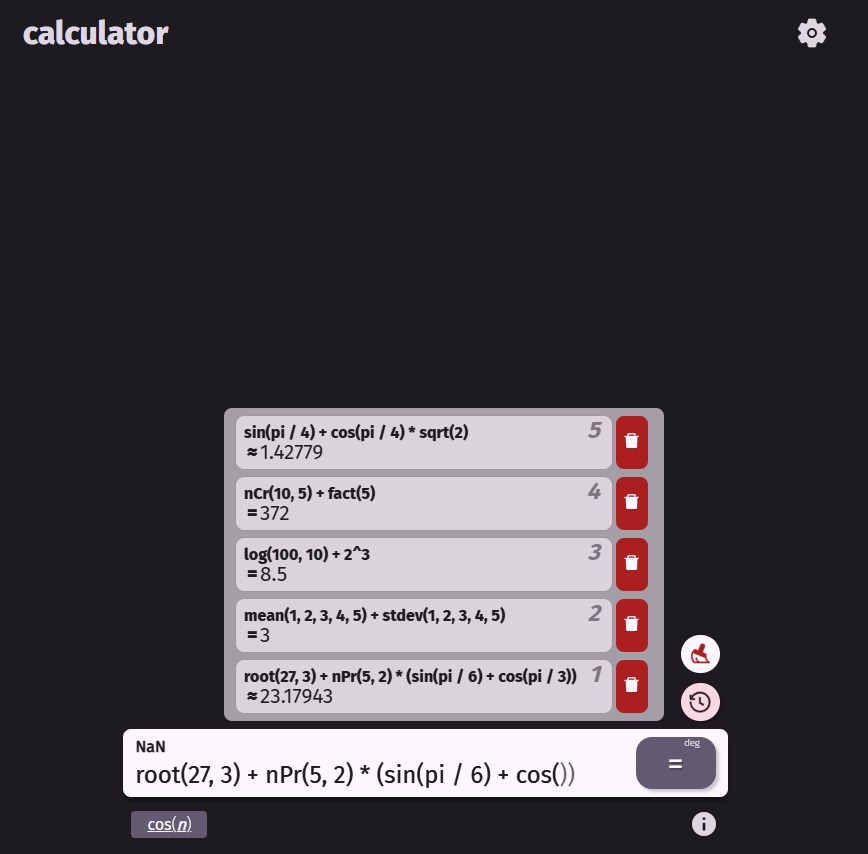 calculator
sin(pi / 4) + cos(pi / 4) * sqrt(2) 5
≈1.42779
nCr(10, 5) + fact(5) 4
=372
log(100, 10) + 2^3 3
=8.5
mean(1, 2, 3, 4, 5) + stdev(1, 2, 3, 4, 5) 2
=3
root(27, 3) + nPr(5, 2) * (sin(pi / 6) + cos(pi / 3)) 1
≈23.17943
NaN
deg
root(27, 3) + nPr(5, 2) * (sin(pi / 6) + cos()) =
cos(n)